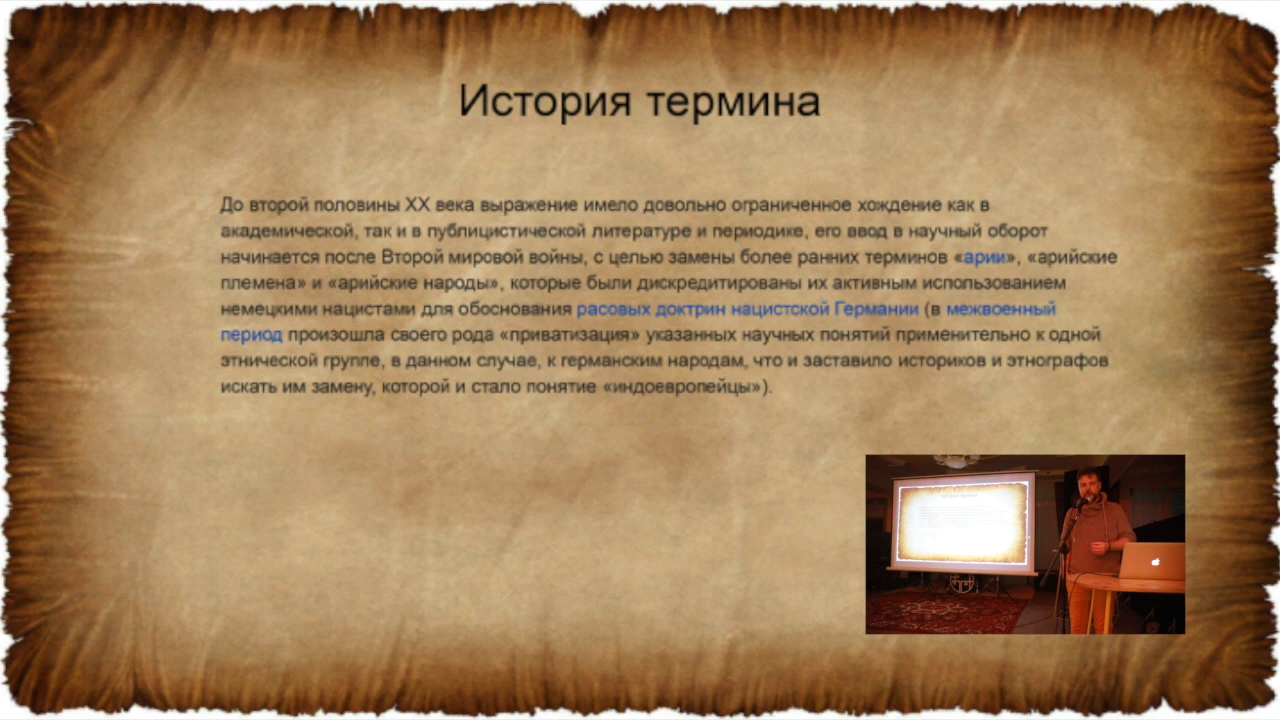 История термина
До второй половины XX века выражение имело довольно ограниченное хождение как в
академической, так и в публицистической литературе и периодике, его ввод в научный оборот
начинается после Второй мировой войны, с целью замены более ранних терминов «арии», «арийские
племена» и «арийские народы», которые были дискредитированы их активным использованием
немецкими нацистами для обоснования расовых доктрин нацистской Германии (в межвоенный
период произошла своего рода «приватизация» указанных научных понятий применительно к одной
этнической группе, в данном случае, к германским народам, что и заставило историков и этнографов
искать им замену, которой и стало понятие «индоевропейцы»).